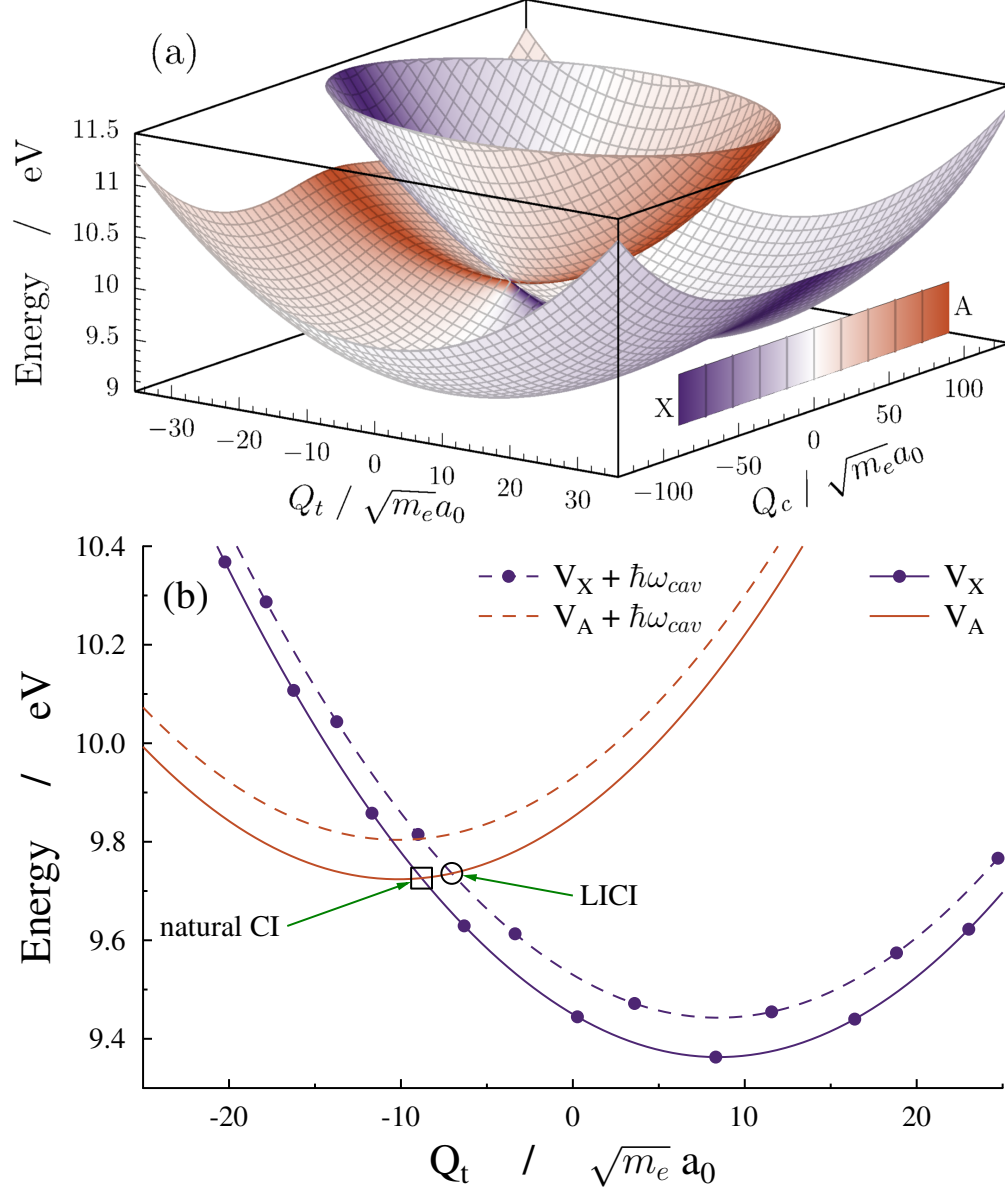 (a)
Energy / eV
11.5
11
10.5
10
9.5
9
−30
−20
−10
0
10
20
30
Q_t / √m_e a_0
−100
−50
0
50
100
Q_c | √m_e a_0
X
A
(b)
Energy / eV
10.4
10.2
10.0
9.8
9.6
9.4
V_X + ħω_cav
V_A + ħω_cav
V_X
V_A
natural CI
LICI
-20
-10
0
10
20
Q_t / √m_e a_0